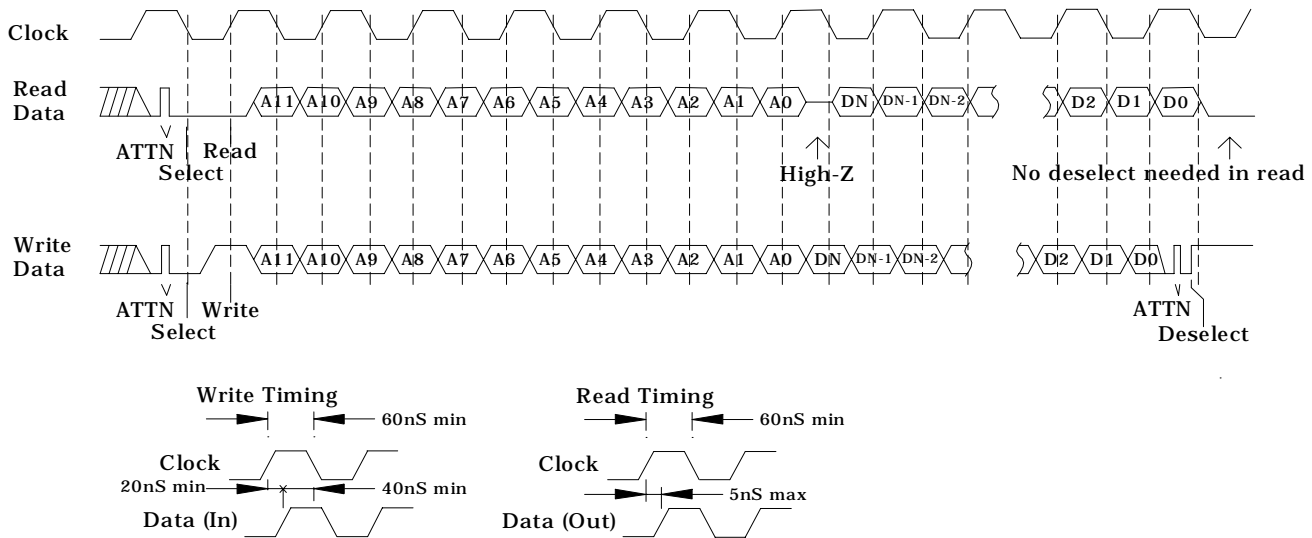 Clock
Read Data
A11 A10 A9 A8 A7 A6 A5 A4 A3 A2 A1 A0 DN DN-1 DN-2 D2 D1 D0
ATTN Read
Select
High-Z
No deselect needed in read
Write Data
A11 A10 A9 A8 A7 A6 A5 A4 A3 A2 A1 A0 DN DN-1 DN-2 D2 D1 D0
ATTN Write
Select
ATTN
Deselect
Write Timing
60nS min
Clock
20nS min
40nS min
Data (In)
Read Timing
60nS min
Clock
5nS max
Data (Out)